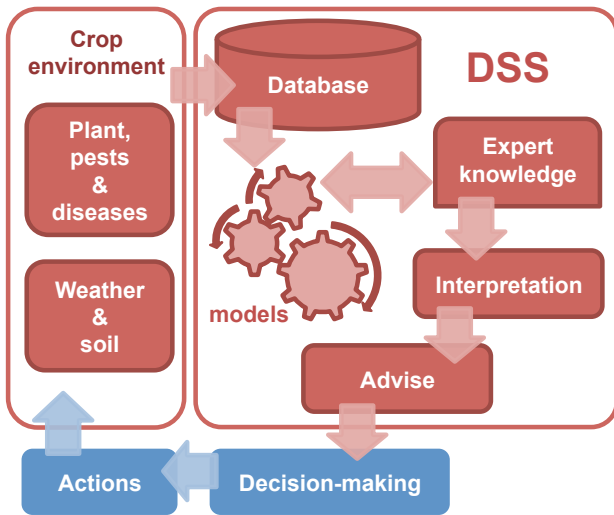 Crop
environment
Plant,
pests
&
diseases
Weather
&
soil
DSS
Database
Expert
knowledge
models
Interpretation
Advise
Actions
Decision-making